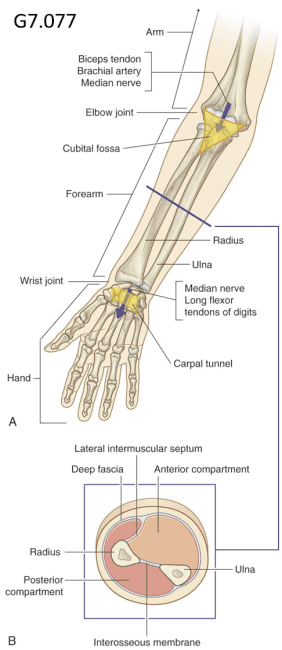 G7.077
Arm
Biceps tendon
Brachial artery
Median nerve
Elbow joint
Cubital fossa
Forearm
Radius
Ulna
Wrist joint
Median nerve
Long flexor
tendons of digits
Carpal tunnel
Hand
A
Lateral intermuscular septum
Deep fascia
Anterior compartment
Radius
Ulna
Posterior
compartment
Interosseous membrane
B